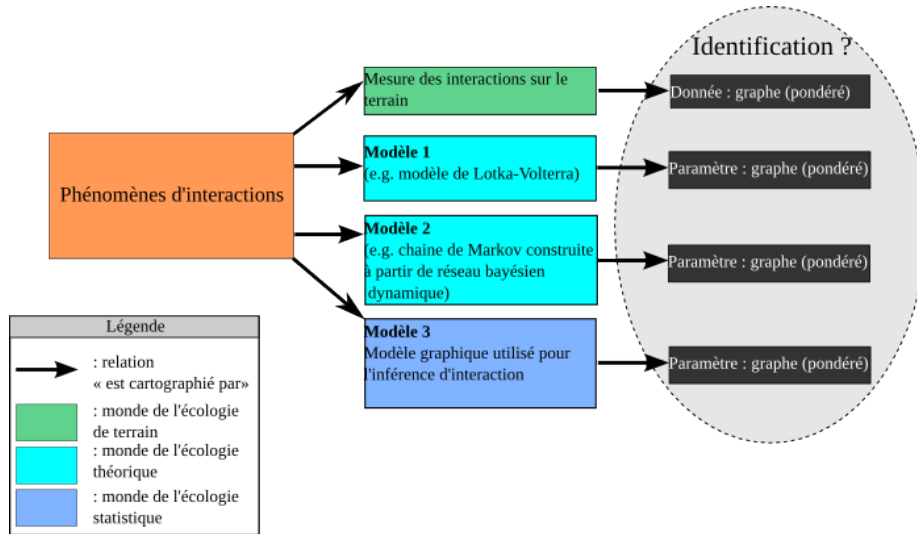 Identification ?
Mesure des interactions sur le
terrain
Donnée : graphe (pondéré)
Phénomènes d'interactions
Modèle 1
(e.g. modèle de Lotka-Volterra)
Paramètre : graphe (pondéré)
Modèle 2
(e.g. chaine de Markov construite
à partir de réseau bayésien
dynamique)
Paramètre : graphe (pondéré)
Modèle 3
Modèle graphique utilisé pour
l'inférence d'interaction
Paramètre : graphe (pondéré)
Légende
: relation
« est cartographié par»
: monde de l'écologie
de terrain
: monde de l'écologie
théorique
: monde de l'écologie
statistique